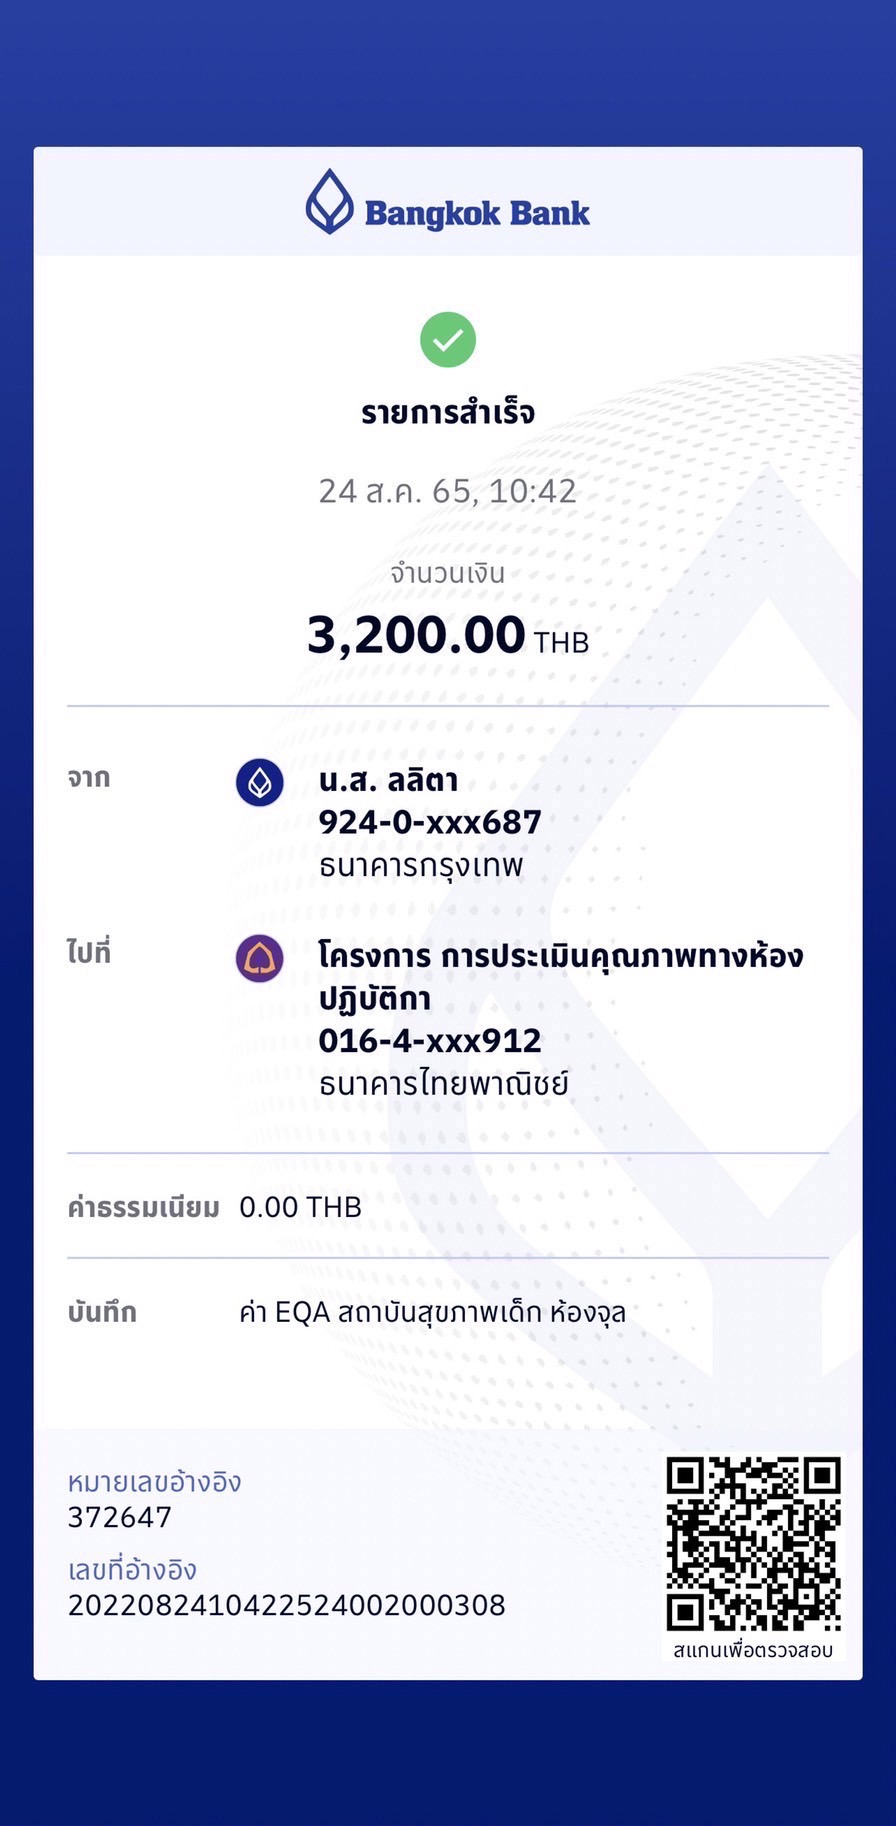 Bangkok Bank
รายการสำเร็จ
24 ส.ค. 65, 10:42
จำนวนเงิน
3,200.00 THB
จาก
น.ส. ลลิตา
924-0-xxx687
ธนาคารกรุงเทพ
ไปที่
โครงการ การประเมินคุณภาพทางห้อง
ปฏิบัติกา
016-4-xxx912
ธนาคารไทยพาณิชย์
ค่าธรรมเนียม 0.00 THB
บันทึก ค่า EQA สถาบันสุขภาพเด็ก ห้องจุล
หมายเลขอ้างอิง
372647
เลขที่อ้างอิง
2022082410422524002000308
สแกนเพื่อตรวจสอบ